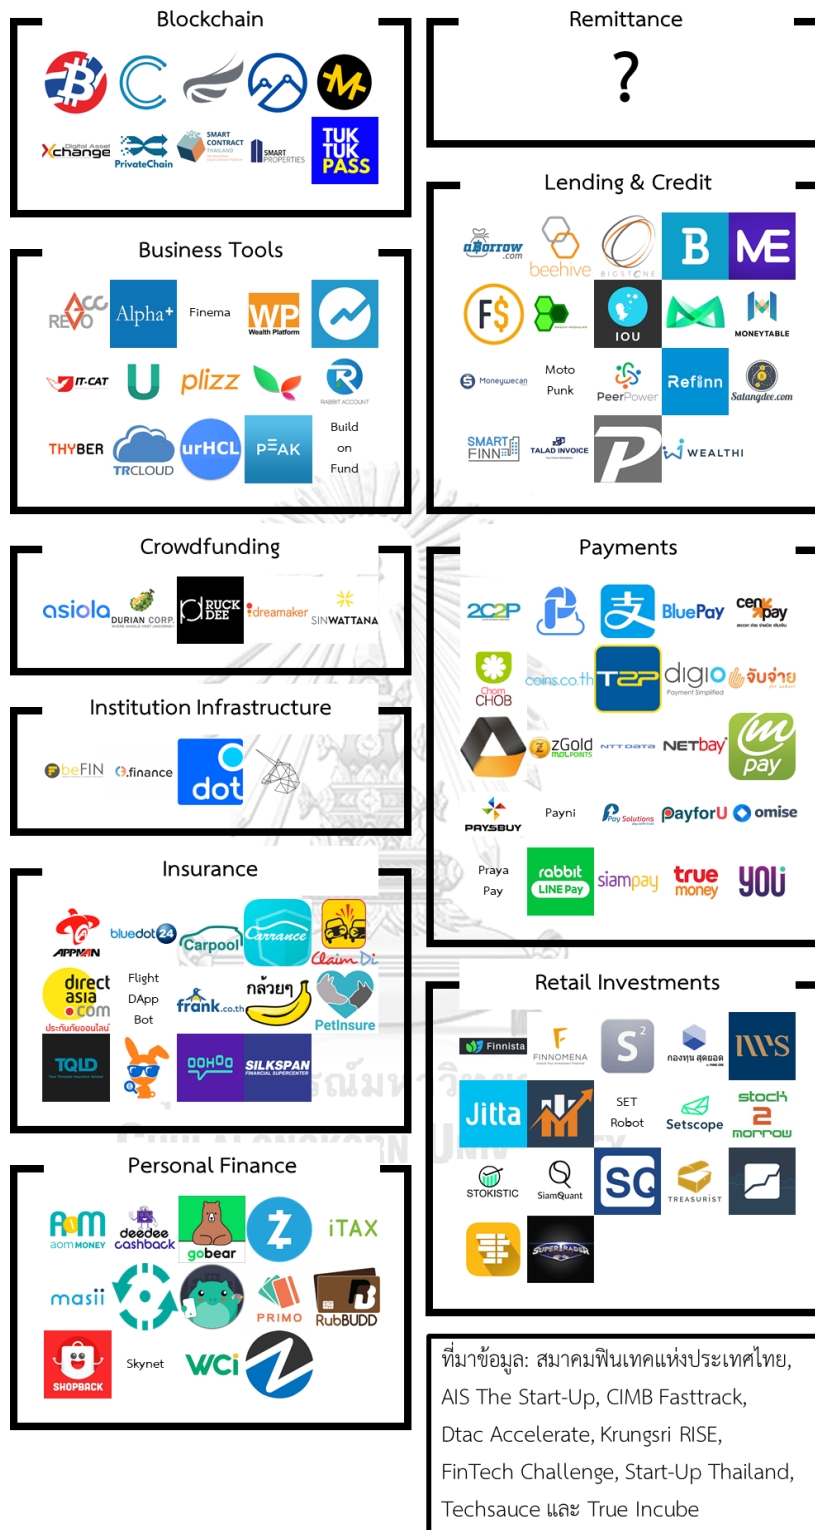 Blockchain
Digital Asset
Xchange
PrivateChain
SMART
CONTRACT
THAILAND
SMART
PROPERTIES
TUK
TUK
PASS
Business Tools
REVO ACC
Alpha+
Finema
WP
Wealth Platform
IT-CAT
U
plizz
RABBIT ACCOUNT
THYBER
TRCLOUD
urHCL
PEAK
Build
on
Fund
Crowdfunding
asiola
DURIAN CORP.
DRUCK
DEE
dreamaker
SINWATTANA
Institution Infrastructure
beFIN
.finance
dot
Insurance
APPMAN
bluedot24
Carpool
Carrance
Claim Di
direct
asia
.com
ประกันภัยออนไลน์
Flight
DApp
Bot
frank.co.th
กล้วยๆ
PetInsure
TQLD
OOHOO
SILKSPAN
FINANCIAL SUPERCENTER
Personal Finance
AOM
aomMONEY
deedee
cashback
gobear
iTAX
masii
PRIMO
RubBUDD
SHOPBACK
Skynet
WCi
Remittance
?
Lending & Credit
aBorrow
.com
beehive
BIGSTONE
B
ME
F$
IOU
MONEYTABLE
Moneywecan
Moto
Punk
PeerPower
Refinn
Satangdee.com
SMART
FINN
TALAD INVOICE
P
WEALTHI
Payments
2C2P
支
BluePay
cenpay
Chom
CHOB
coins.co.th
T2P
digio
Payment Simplified
จับจ่าย
zGold
MOLPOINTS
NTT DATA
NETbay
m
pay
PAYSBUY
Payni
Pay Solutions
PayforU
omise
Praya
Pay
rabbit
LINE Pay
siampay
true
money
YOU
Retail Investments
Finnista
FINNOMENA
S2
กองทุน สุดยอด
IWS
Jitta
SET
Robot
Setscope
stock
2
morrow
STOKISTIC
SiamQuant
SQ
TREASURIST
SUPERTRADER
ที่มาข้อมูล: สมาคมฟินเทคแห่งประเทศไทย,
AIS The Start-Up, CIMB Fasttrack,
Dtac Accelerate, Krungsri RISE,
FinTech Challenge, Start-Up Thailand,
Techsauce และ True Incube